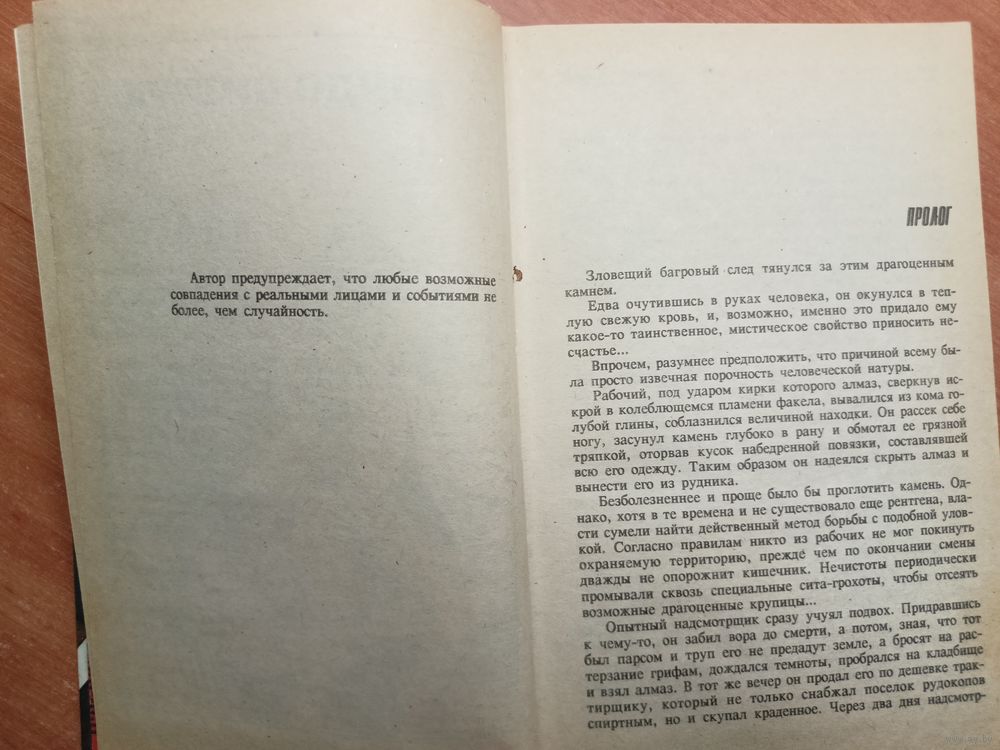 Автор предупреждает, что любые возможные
совпадения с реальными лицами и событиями не
более, чем случайность.
ПРОЛОГ
Зловещий багровый след тянулся за этим драгоценным
камнем.
Едва очутившись в руках человека, он окунулся в теп-
лую свежую кровь, и, возможно, именно это придало ему
какое-то таинственное, мистическое свойство приносить не-
счастье...
Впрочем, разумнее предположить, что причиной всему бы-
ла просто извечная порочность человеческой натуры.
Рабочий, под ударом кирки которого алмаз, сверкнув ис-
крой в колеблющемся пламени факела, вывалился из кома го-
лубой глины, соблазнился величиной находки. Он рассек себе
ногу, засунул камень глубоко в рану и обмотал ее грязной
тряпкой, оторвав кусок набедренной повязки, составлявшей
всю его одежду. Таким образом он надеялся скрыть алмаз и
вынести его из рудника.
Безболезненнее и проще было бы проглотить камень. Од-
нако, хотя в те времена и не существовало еще рентгена, вла-
сти сумели найти действенный метод борьбы с подобной улов-
кой. Согласно правилам никто из рабочих не мог покинуть
охраняемую территорию, прежде чем по окончании смены
дважды не опорожнит кишечник. Нечистоты периодически
промывали сквозь специальные сита-грохоты, чтобы отсеять
возможные драгоценные крупицы...
Опытный надсмотрщик сразу учуял подвох. Придравшись
к чему-то, он забил вора до смерти, а потом, зная, что тот
был парсом и труп его не предадут земле, а бросят на рас-
терзание грифам, дождался темноты, пробрался на кладбище
и взял алмаз. В тот же вечер он продал его по дешевке трак-
тирщику, который не только снабжал поселок рудокопов
спиртным, но и скупал краденное. Через два дня надсмотр-